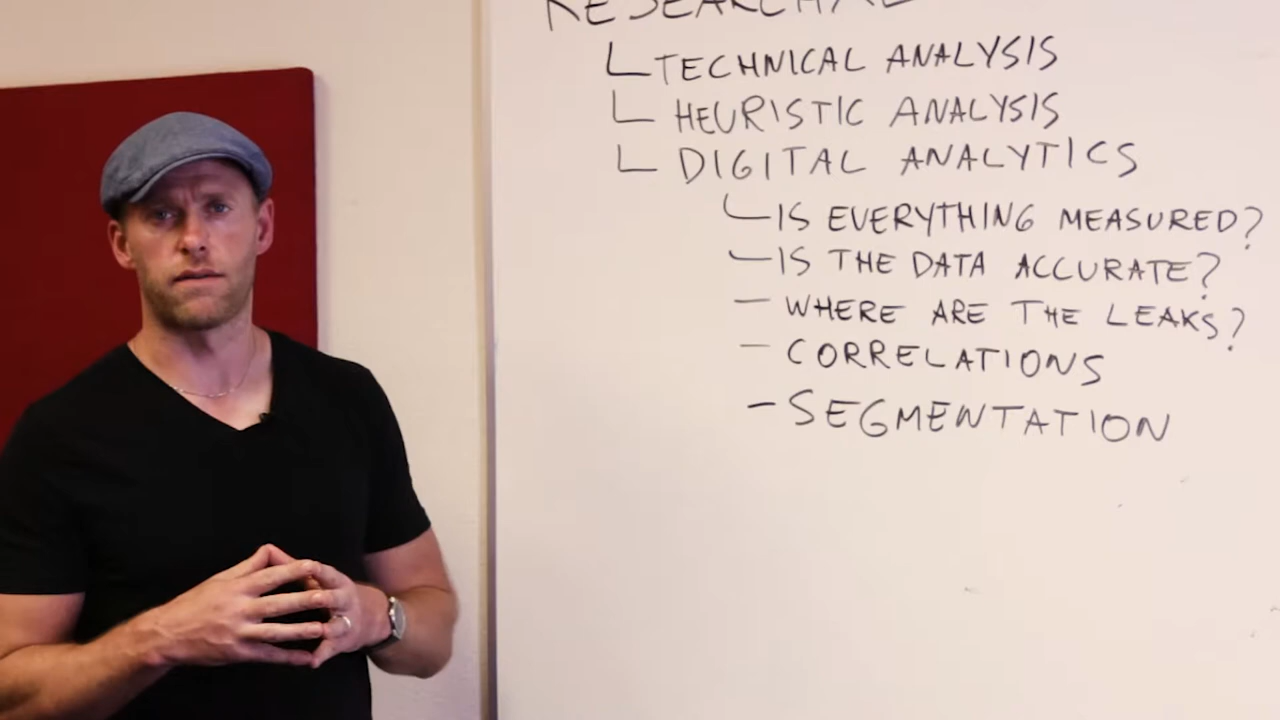 TECHNICAL ANALYSIS
HEURISTIC ANALYSIS
DIGITAL ANALYTICS
IS EVERYTHING MEASURED?
IS THE DATA ACCURATE?
WHERE ARE THE LEAKS?
CORRELATIONS
SEGMENTATION